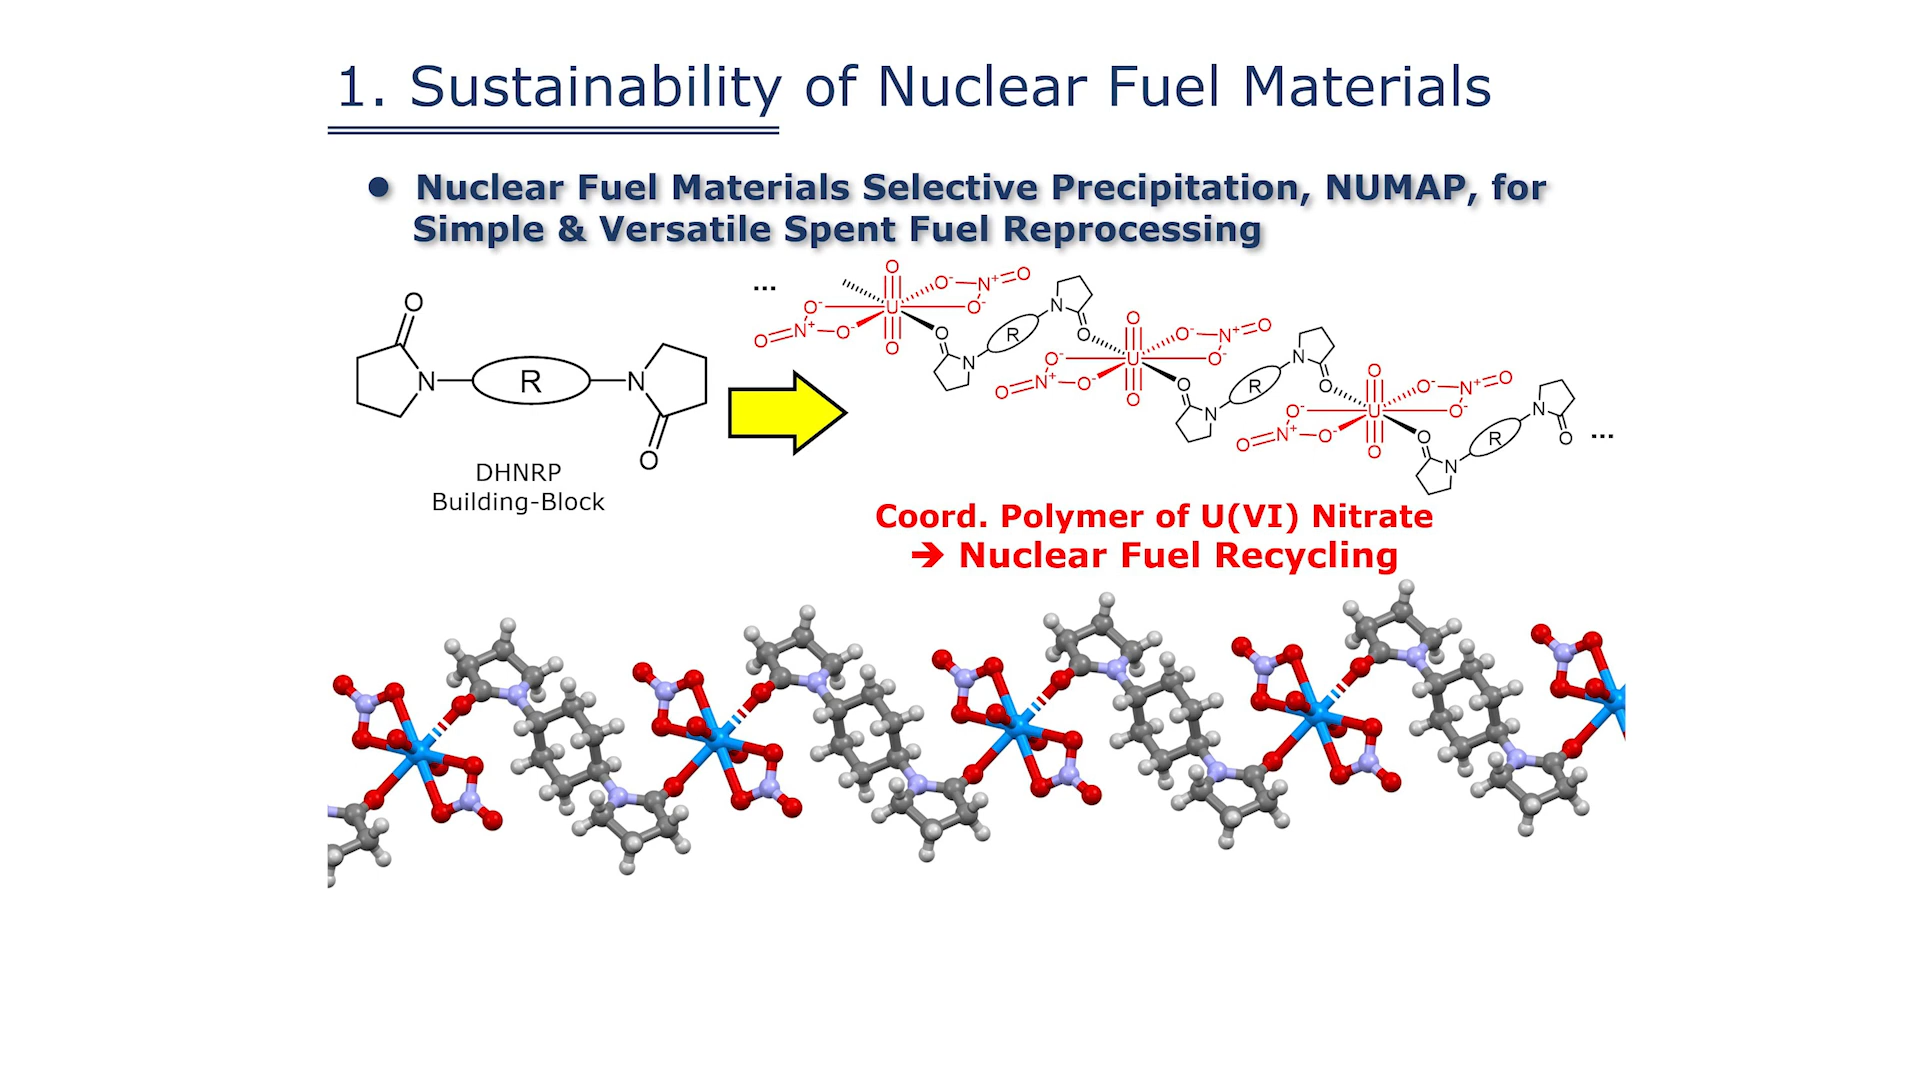 1. Sustainability of Nuclear Fuel Materials
● Nuclear Fuel Materials Selective Precipitation, NUMAP, for
Simple & Versatile Spent Fuel Reprocessing
O
N
R
N
O
DHNRP
Building-Block
...
O
O⁻
N⁺
O
O⁻
U
O⁻
O
N⁺
O⁻
O
O
N
R
N
O
O
O⁻
N⁺
O
O⁻
U
O⁻
O
N⁺
O⁻
O
O
N
R
N
O
O
O⁻
N⁺
O
O⁻
U
O⁻
O
N⁺
O⁻
O
O
N
R
N
O
...
Coord. Polymer of U(VI) Nitrate
➔ Nuclear Fuel Recycling